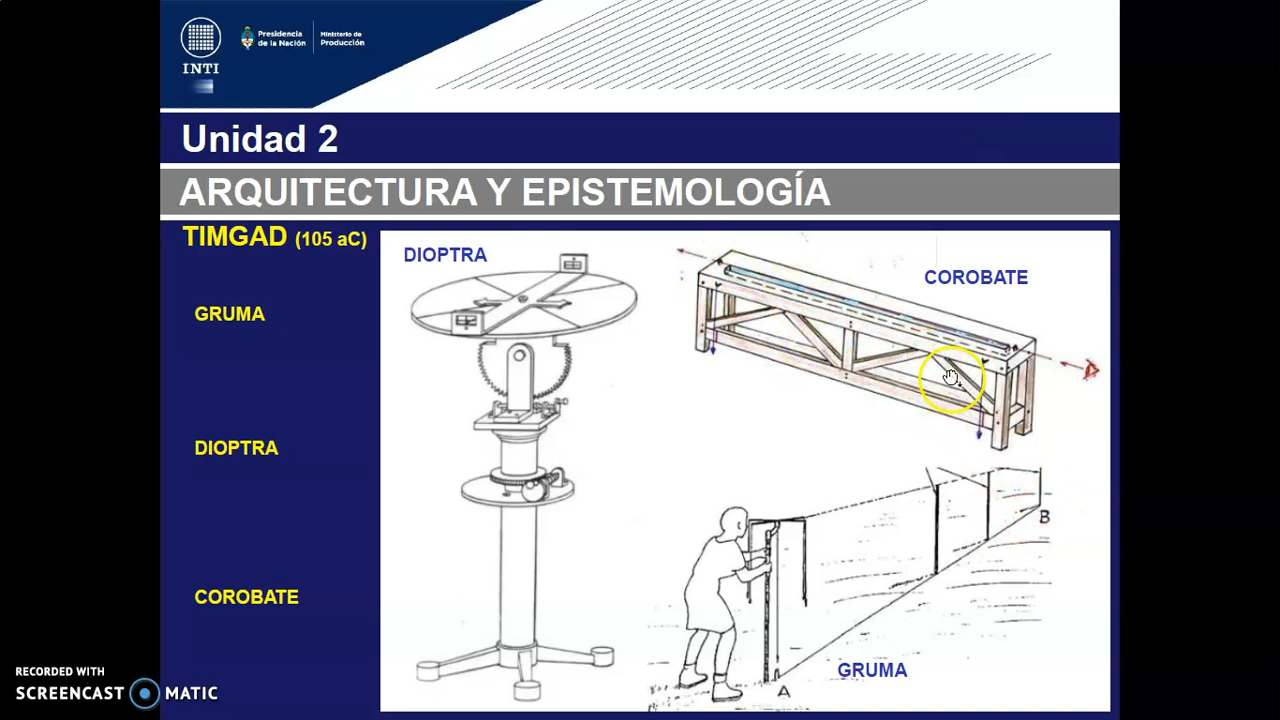 INTI
Presidencia
de la Nación
Ministerio de
Producción
Unidad 2
ARQUITECTURA Y EPISTEMOLOGÍA
TIMGAD (105 aC)
GRUMA
DIOPTRA
COROBATE
DIOPTRA
COROBATE
B
GRUMA
A
RECORDED WITH
SCREENCAST MATIC